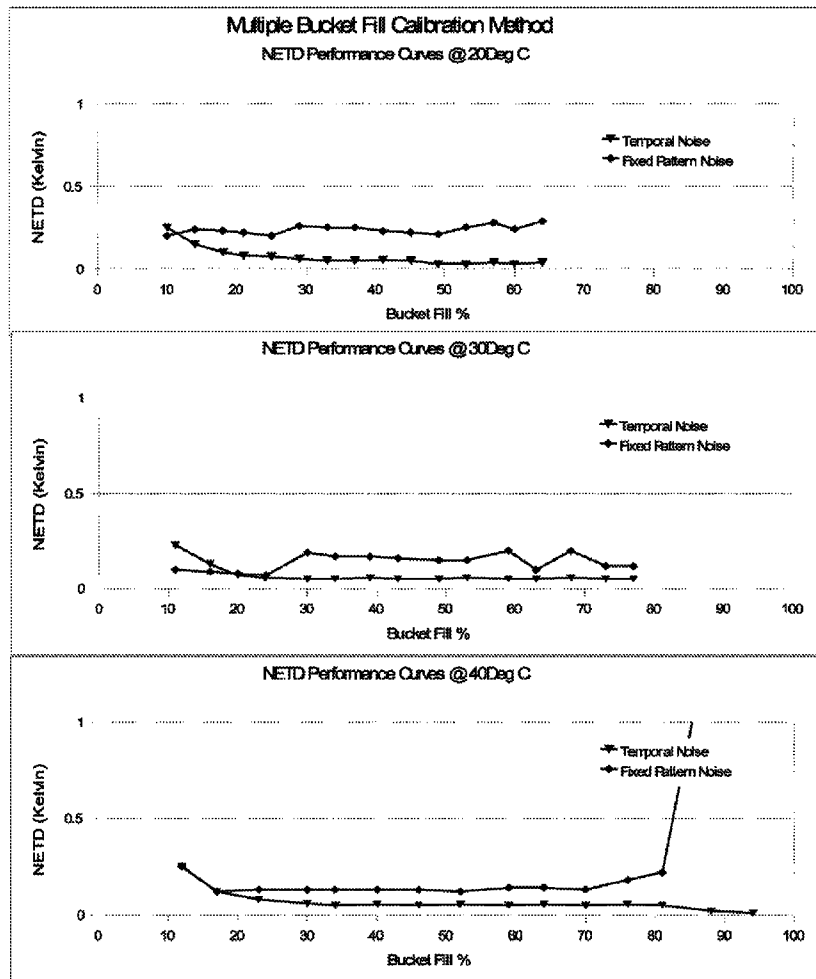 Multiple Bucket Fill Calibration Method
NETD Performance Curves @ 20Deg C
1
Temporal Noise
Fixed Pattern Noise
0.5
NETD (Kelvin)
0
0 10 20 30 40 50 60 70 80 90 100
Bucket Fill %
NETD Performance Curves @ 30Deg C
1
Temporal Noise
Fixed Pattern Noise
0.5
NETD (Kelvin)
0
0 10 20 30 40 50 60 70 80 90 100
Bucket Fill %
NETD Performance Curves @ 40Deg C
1
Temporal Noise
Fixed Pattern Noise
0.5
NETD (Kelvin)
0
0 10 20 30 40 50 60 70 80 90 100
Bucket Fill %